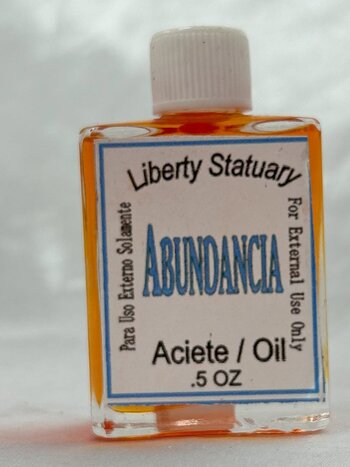 Liberty Statuary
Para Uso Externo Solamente
ABUNDANCIA
For External Use Only
Aciete / Oil
.5 OZ